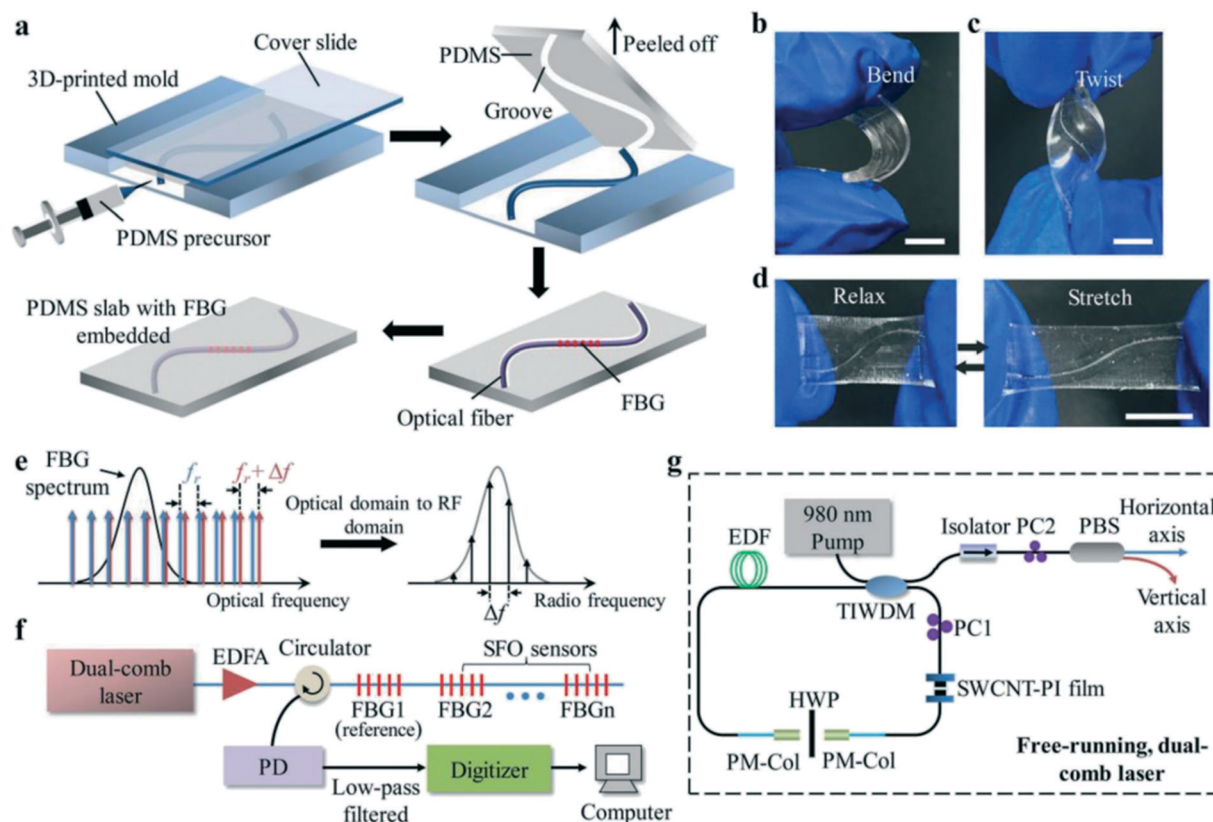 a
Cover slide
3D-printed mold
PDMS precursor
PDMS
Groove
Peeled off
PDMS slab with FBG
embedded
Optical fiber
FBG
b
Bend
c
Twist
d
Relax
Stretch
e
FBG
spectrum
fr
fr + Δf
Optical domain to RF
domain
Optical frequency
Δf
Radio frequency
f
Dual-comb
laser
EDFA
Circulator
SFO sensors
FBG1
(reference)
FBG2
FBGn
PD
Low-pass
filtered
Digitizer
Computer
g
980 nm
Pump
EDF
TIWDM
Isolator
PC2
PBS
Horizontal
axis
Vertical
axis
PC1
SWCNT-PI film
HWP
PM-Col
PM-Col
Free-running, dual-
comb laser